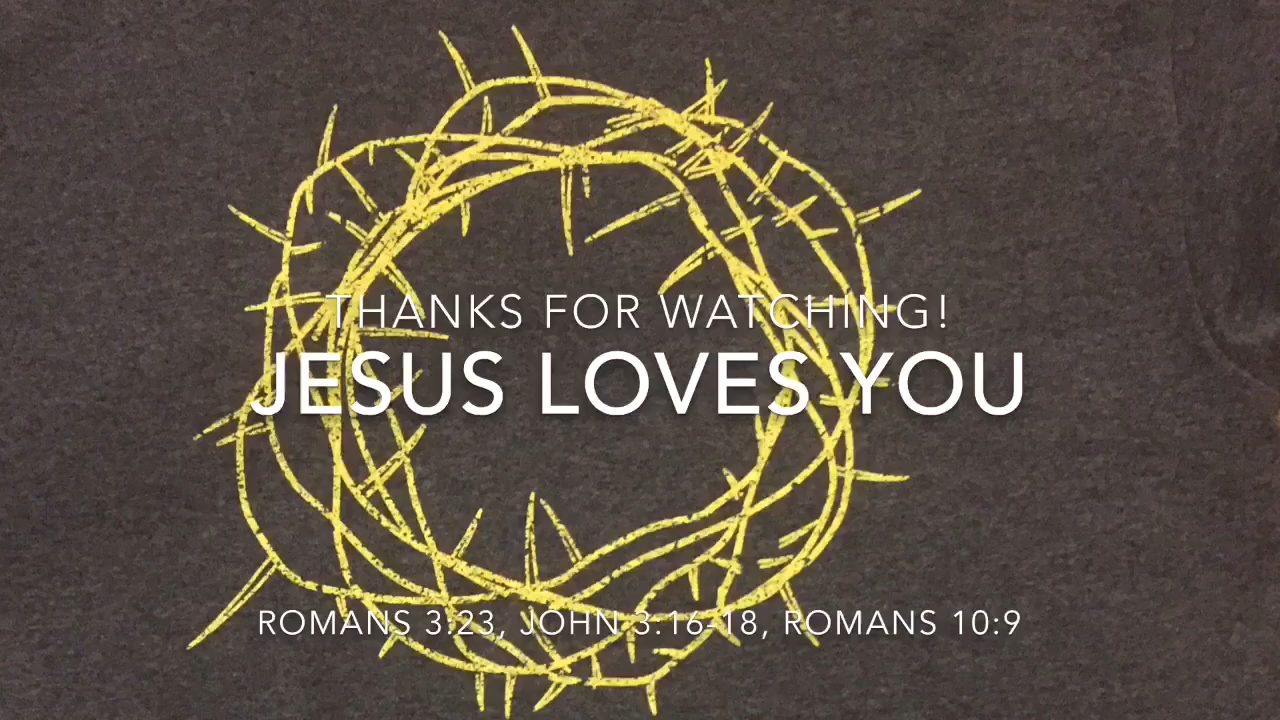 THANKS FOR WATCHING!
JESUS LOVES YOU
ROMANS 3:23, JOHN 3:16-18, ROMANS 10:9